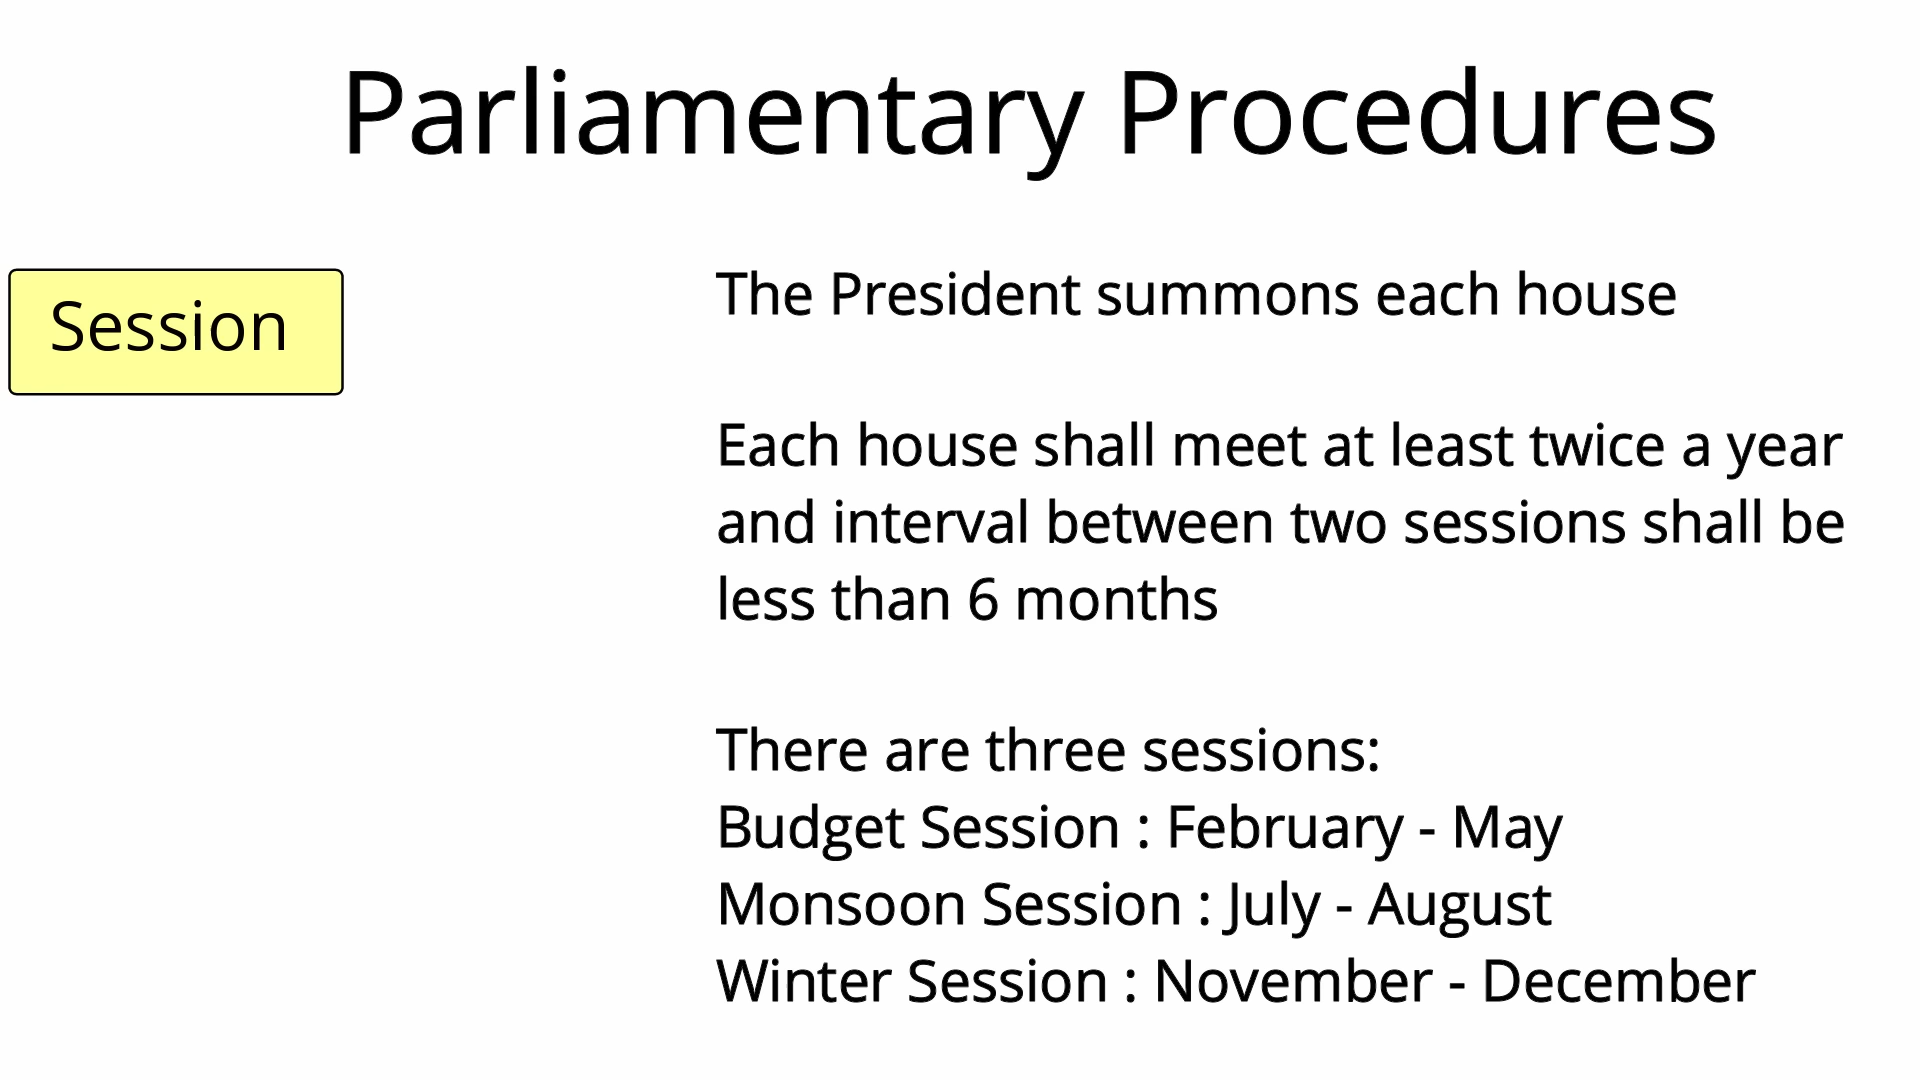 Parliamentary Procedures
Session
The President summons each house
Each house shall meet at least twice a year
and interval between two sessions shall be
less than 6 months
There are three sessions:
Budget Session : February - May
Monsoon Session : July - August
Winter Session : November - December